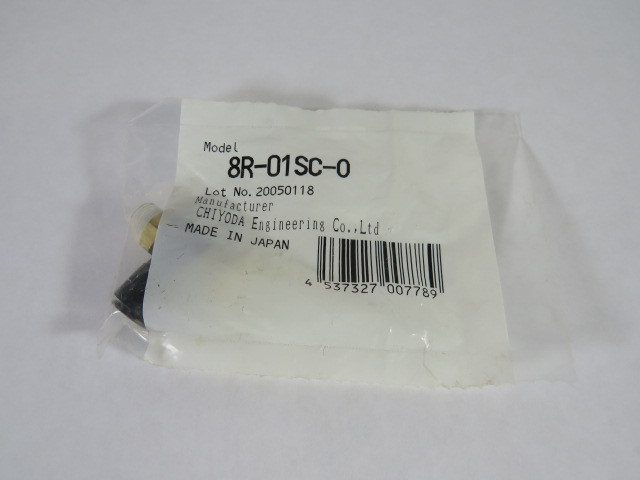 Model
8R-01SC-0
Lot No. 20050118
Manufacturer
CHIYODA Engineering Co.,Ltd
MADE IN JAPAN
4 537327 007789